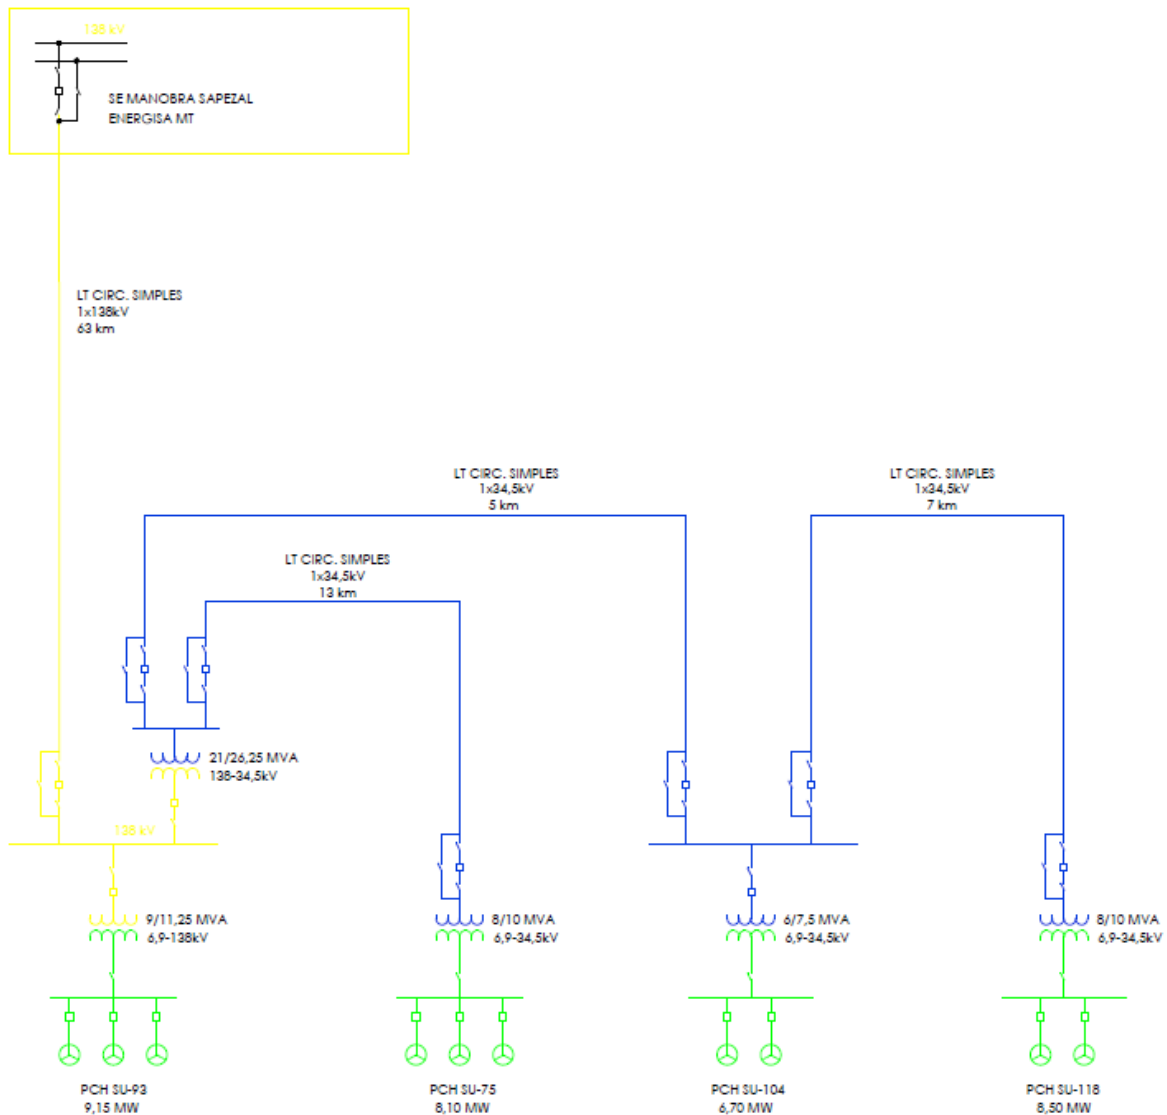 138 kV
SE MANOBRA SAPEZAL
ENERGISA MT
LT CIRC. SIMPLES
1x138kV
63 km
LT CIRC. SIMPLES
1x34,5kV
5 km
LT CIRC. SIMPLES
1x34,5kV
7 km
LT CIRC. SIMPLES
1x34,5kV
13 km
21/26,25 MVA
138-34,5kV
138 kV
9/11,25 MVA
6,9-138kV
8/10 MVA
6,9-34,5kV
6/7,5 MVA
6,9-34,5kV
8/10 MVA
6,9-34,5kV
PCH SU-93
9,15 MW
PCH SU-75
8,10 MW
PCH SU-104
6,70 MW
PCH SU-118
8,50 MW